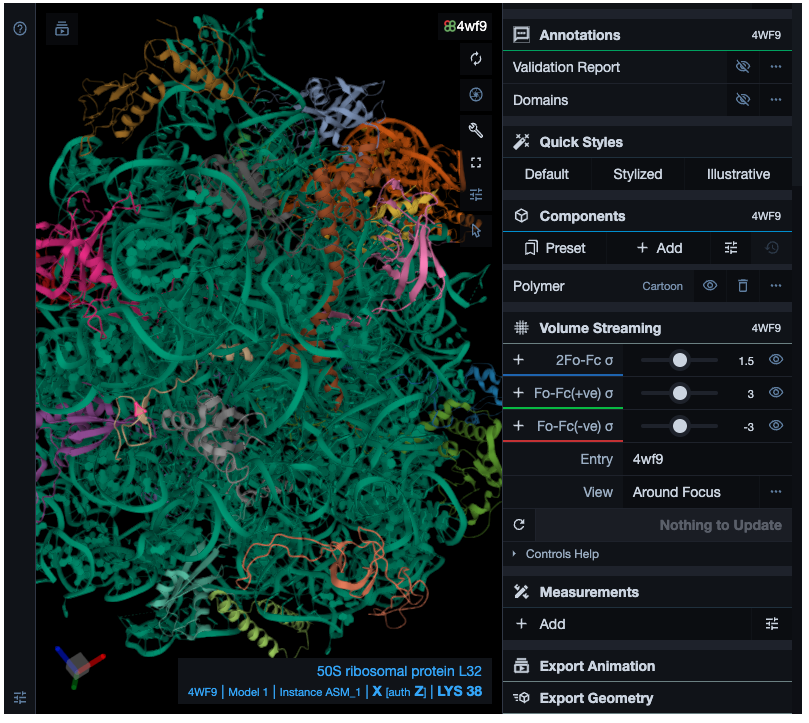 4wf9
Annotations 4WF9
Validation Report
Domains
Quick Styles
Default Stylized Illustrative
Components 4WF9
Preset + Add
Polymer Cartoon
Volume Streaming 4WF9
+ 2Fo-Fc σ 1.5
+ Fo-Fc(+ve) σ 3
+ Fo-Fc(-ve) σ -3
Entry 4wf9
View Around Focus
Nothing to Update
Controls Help
Measurements
+ Add
Export Animation
Export Geometry
50S ribosomal protein L32
4WF9 | Model 1 | Instance ASM_1 | X [auth Z] | LYS 38